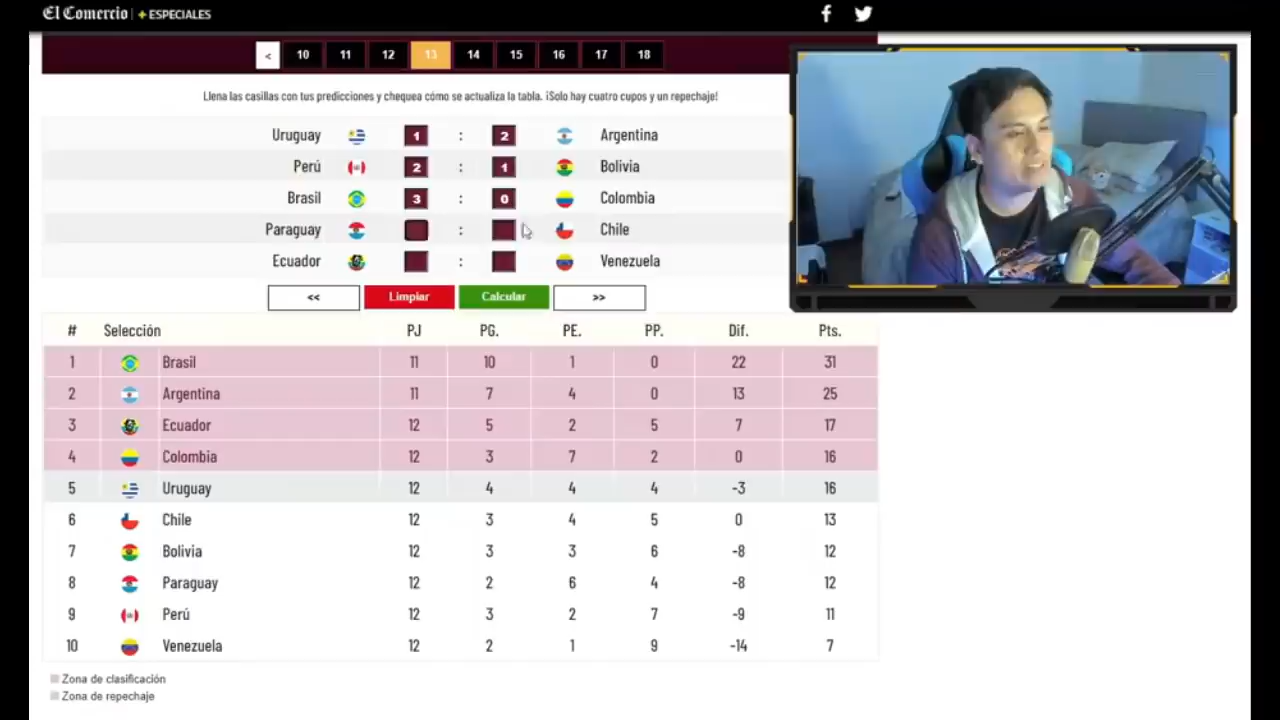 El Comercio + ESPECIALES
< 10 11 12 13 14 15 16 17 18
Llena las casillas con tus predicciones y chequea cómo se actualiza la tabla. ¡Solo hay cuatro cupos y un repechaje!
Uruguay 1 : 2 Argentina
Perú 2 : 1 Bolivia
Brasil 3 : 0 Colombia
Paraguay : Chile
Ecuador : Venezuela
<< Limpiar Calcular >>
# Selección PJ PG. PE. PP. Dif. Pts.
1 Brasil 11 10 1 0 22 31
2 Argentina 11 7 4 0 13 25
3 Ecuador 12 5 2 5 7 17
4 Colombia 12 3 7 2 0 16
5 Uruguay 12 4 4 4 -3 16
6 Chile 12 3 4 5 0 13
7 Bolivia 12 3 3 6 -8 12
8 Paraguay 12 2 6 4 -8 12
9 Perú 12 3 2 7 -9 11
10 Venezuela 12 2 1 9 -14 7
Zona de clasificación
Zona de repechaje